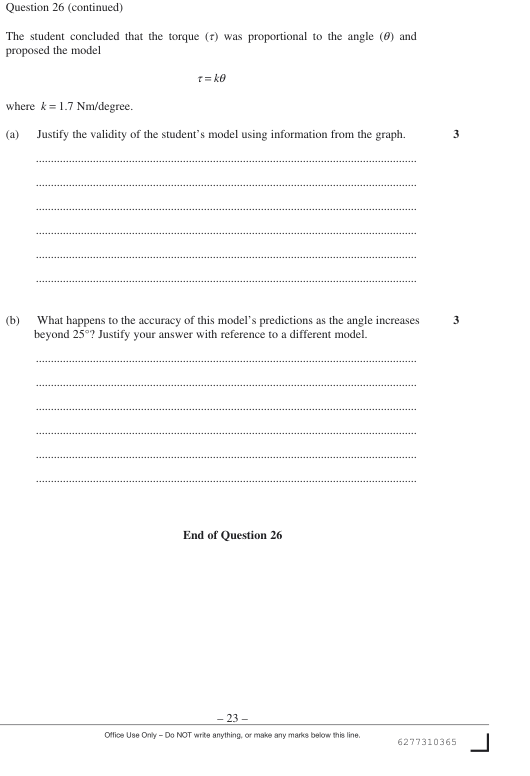 Question 26 (continued)
The student concluded that the torque (τ) was proportional to the angle (θ) and
proposed the model
τ = kθ
where k = 1.7 Nm/degree.
(a) Justify the validity of the student’s model using information from the graph. 3
(b) What happens to the accuracy of this model’s predictions as the angle increases 3
beyond 25°? Justify your answer with reference to a different model.
End of Question 26
– 23 –
Office Use Only – Do NOT write anything, or make any marks below this line.
6277310365